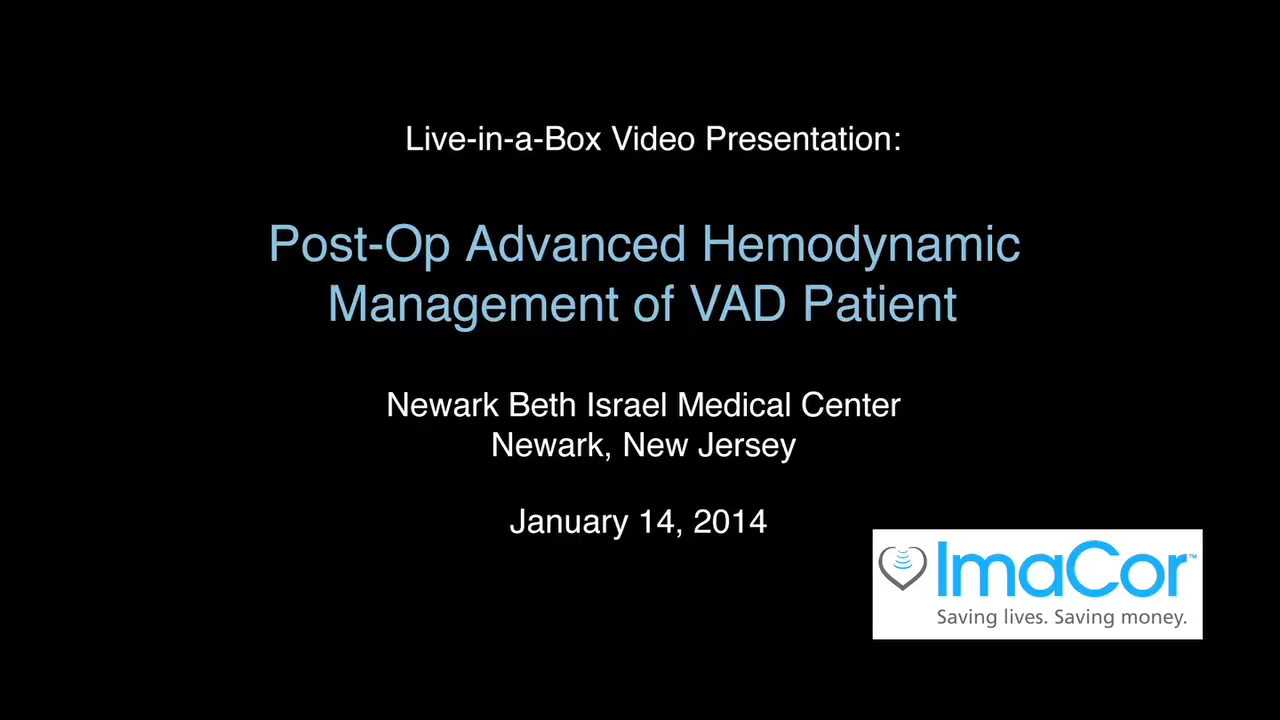 Live-in-a-Box Video Presentation:
Post-Op Advanced Hemodynamic
Management of VAD Patient
Newark Beth Israel Medical Center
Newark, New Jersey
January 14, 2014
ImaCor™
Saving lives. Saving money.